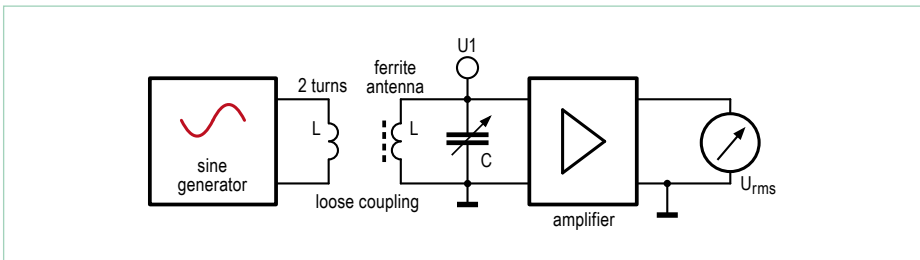 U1
2 turns
ferrite
antenna
L
L
C
sine
generator
loose coupling
amplifier
Urms